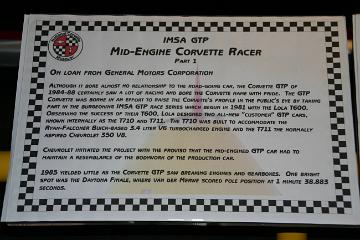 IMSA GTP
Mid-Engine Corvette Racer
Part 1
On loan from General Motors Corporation
Although it bore almost no relationship to the road-going car, the Corvette GTP of
1984-88 certainly saw a lot of racing and bore the Corvette name with pride. The GTP
Corvette was borne in an effort to raise the Corvette's profile in the public's eye by taking
part in the burgeoning IMSA GTP race series which begun in 1981 with the Lola T600.
Observing the success of their T600, Lola designed two all-new "customer" GTP cars,
known internally as the T710 and T711. The T710 was built to accommodate the
Ryan-Falconer Buick-based 3.4 liter V6 turbocharged engine and the T711 the normally
aspired Chevrolet 350 V8.
Chevrolet initiated the project with the proviso that the mid-engined GTP car had to
maintain a resemblance of the bodywork of the production car.
1985 yielded little as the Corvette GTP saw breaking engines and gearboxes. One bright
spot was the Daytona Finale, where van der Merwe scored pole position at 1 minute 38.883
seconds.